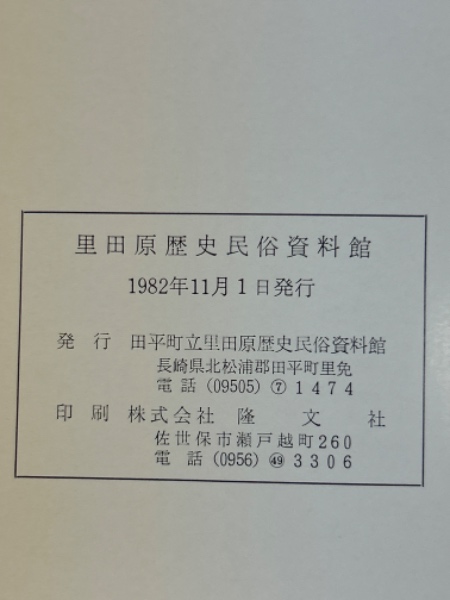 里田原歴史民俗資料館
1982年11月1日発行
発行 田平町立里田原歴史民俗資料館
長崎県北松浦郡田平町里免
電話 (09505) ⑦ 1474
印刷 株式会社 隆文社
佐世保市瀬戸越町260
電話 (0956) ㊾ 3306